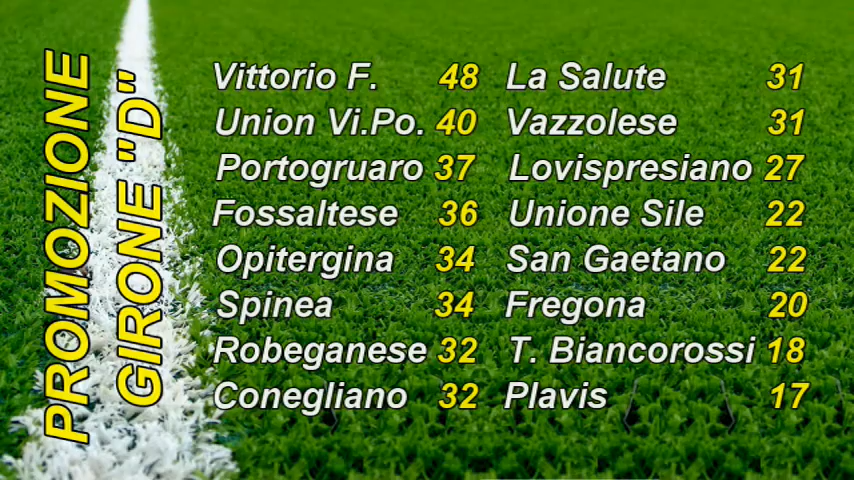 PROMOZIONE
GIRONE "D"
Vittorio F. 48
Union Vi.Po. 40
Portogruaro 37
Fossaltese 36
Opitergina 34
Spinea 34
Robeganese 32
Conegliano 32
La Salute 31
Vazzolese 31
Lovispresiano 27
Unione Sile 22
San Gaetano 22
Fregona 20
T. Biancorossi 18
Plavis 17